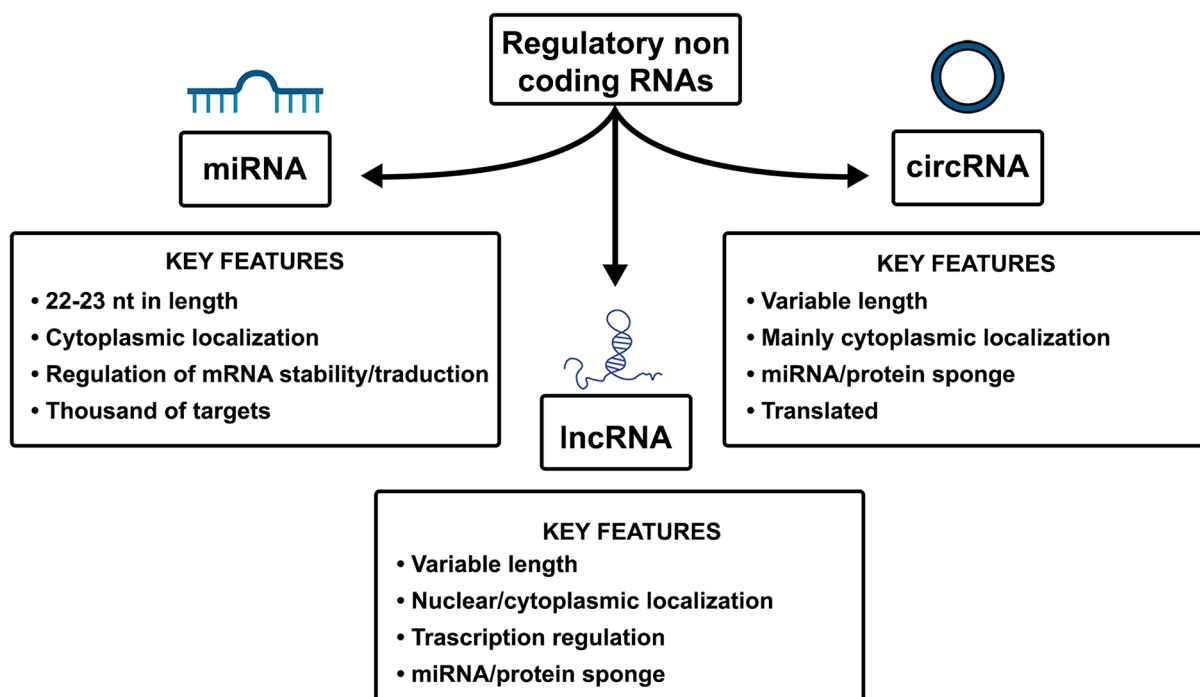 Regulatory non
coding RNAs
miRNA
circRNA
KEY FEATURES
• 22-23 nt in length
• Cytoplasmic localization
• Regulation of mRNA stability/traduction
• Thousand of targets
KEY FEATURES
• Variable length
• Mainly cytoplasmic localization
• miRNA/protein sponge
• Translated
lncRNA
KEY FEATURES
• Variable length
• Nuclear/cytoplasmic localization
• Trascription regulation
• miRNA/protein sponge